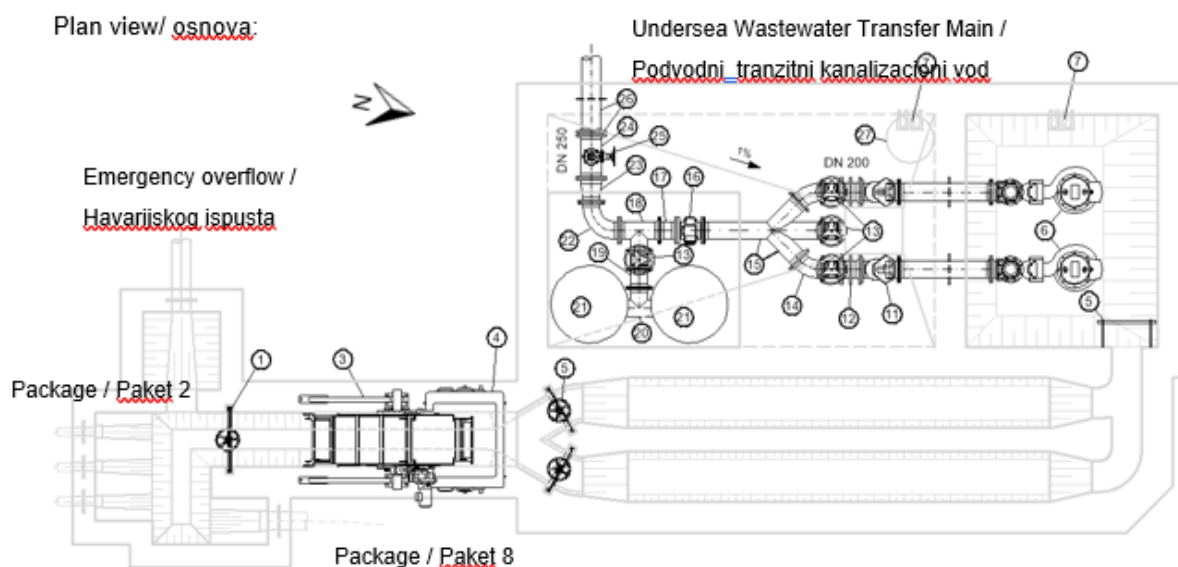 Plan view/ osnova:
Undersea Wastewater Transfer Main /
Podvodni tranzitni kanalizacioni vod
N
Emergency overflow /
Havarijskog ispusta
DN 250
1%
DN 200
26
24
25
23
27
7
7
18
17
16
22
19
13
13
15
14
12
11
6
5
21
20
21
1
3
4
5
Package / Paket 2
Package / Paket 8